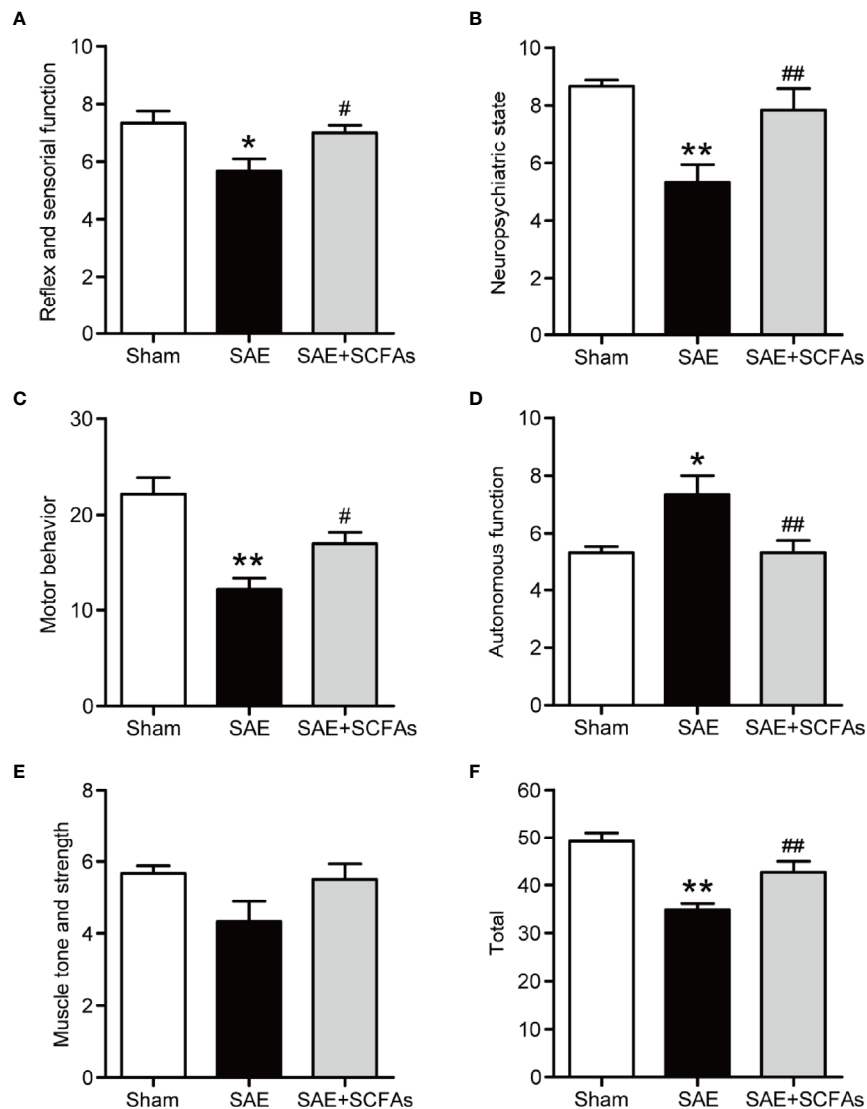 A
Reflex and sensorial function
10
8
6
4
2
0
*
#
Sham SAE SAE+SCFAs
B
Neuropsychiatric state
10
8
6
4
2
0
**
##
Sham SAE SAE+SCFAs
C
Motor behavior
30
20
10
0
**
#
Sham SAE SAE+SCFAs
D
Autonomous function
10
8
6
4
2
0
*
##
Sham SAE SAE+SCFAs
E
Muscle tone and strength
8
6
4
2
0
Sham SAE SAE+SCFAs
F
Total
60
50
40
30
20
10
0
**
##
Sham SAE SAE+SCFAs